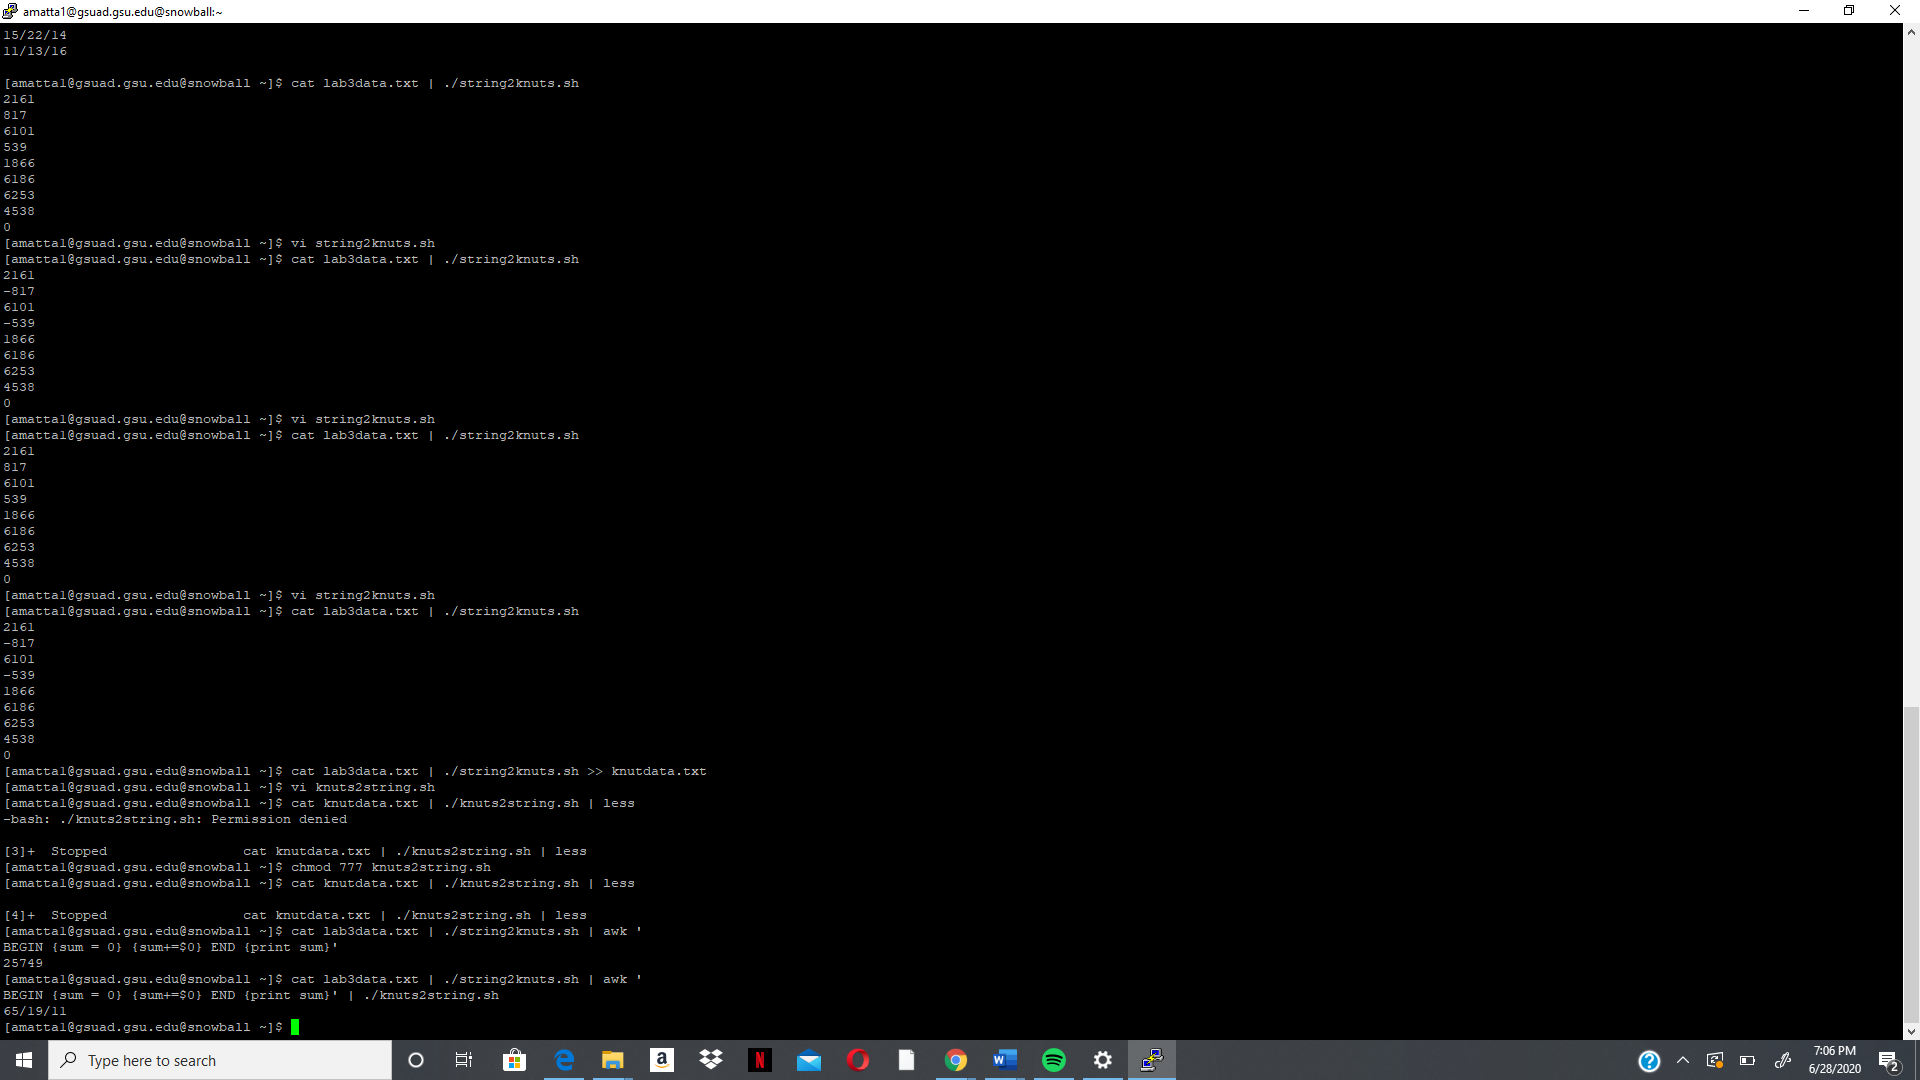 amatta1@gsuad.gsu.edu@snowball:~
15/22/14
11/13/16
[amatta1@gsuad.gsu.edu@snowball ~]$ cat lab3data.txt | ./string2knuts.sh
2161
817
6101
539
1866
6186
6253
4538
0
[amatta1@gsuad.gsu.edu@snowball ~]$ vi string2knuts.sh
[amatta1@gsuad.gsu.edu@snowball ~]$ cat lab3data.txt | ./string2knuts.sh
2161
-817
6101
-539
1866
6186
6253
4538
0
[amatta1@gsuad.gsu.edu@snowball ~]$ vi string2knuts.sh
[amatta1@gsuad.gsu.edu@snowball ~]$ cat lab3data.txt | ./string2knuts.sh
2161
817
6101
539
1866
6186
6253
4538
0
[amatta1@gsuad.gsu.edu@snowball ~]$ vi string2knuts.sh
[amatta1@gsuad.gsu.edu@snowball ~]$ cat lab3data.txt | ./string2knuts.sh
2161
-817
6101
-539
1866
6186
6253
4538
0
[amatta1@gsuad.gsu.edu@snowball ~]$ cat lab3data.txt | ./string2knuts.sh >> knutdata.txt
[amatta1@gsuad.gsu.edu@snowball ~]$ vi knuts2string.sh
[amatta1@gsuad.gsu.edu@snowball ~]$ cat knutdata.txt | ./knuts2string.sh | less
-bash: ./knuts2string.sh: Permission denied
[3]+  Stopped                 cat knutdata.txt | ./knuts2string.sh | less
[amatta1@gsuad.gsu.edu@snowball ~]$ chmod 777 knuts2string.sh
[amatta1@gsuad.gsu.edu@snowball ~]$ cat knutdata.txt | ./knuts2string.sh | less
[4]+  Stopped                 cat knutdata.txt | ./knuts2string.sh | less
[amatta1@gsuad.gsu.edu@snowball ~]$ cat lab3data.txt | ./string2knuts.sh | awk '
BEGIN {sum = 0} {sum+=$0} END {print sum}'
25749
[amatta1@gsuad.gsu.edu@snowball ~]$ cat lab3data.txt | ./string2knuts.sh | awk '
BEGIN {sum = 0} {sum+=$0} END {print sum}' | ./knuts2string.sh
65/19/11
[amatta1@gsuad.gsu.edu@snowball ~]$
Type here to search
7:06 PM
6/28/2020
2